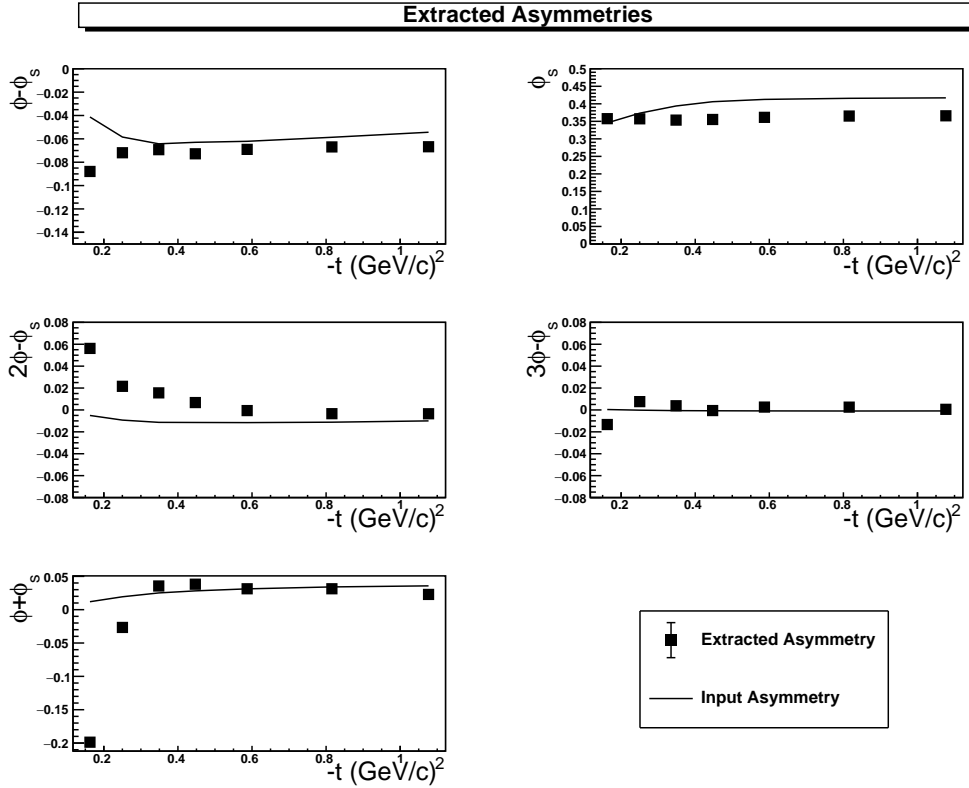 Extracted Asymmetries
ϕ-ϕs
0
−0.02
−0.04
−0.06
−0.08
−0.1
−0.12
−0.14
0.2 0.4 0.6 0.8 1
-t (GeV/c)²
ϕs
0.5
0.45
0.4
0.35
0.3
0.25
0.2
0.15
0.1
0.05
0
0.2 0.4 0.6 0.8 1
-t (GeV/c)²
2ϕ-ϕs
0.08
0.06
0.04
0.02
0
−0.02
−0.04
−0.06
−0.08
0.2 0.4 0.6 0.8 1
-t (GeV/c)²
3ϕ-ϕs
0.08
0.06
0.04
0.02
0
−0.02
−0.04
−0.06
−0.08
0.2 0.4 0.6 0.8 1
-t (GeV/c)²
ϕ+ϕs
0.05
0
−0.05
−0.1
−0.15
−0.2
0.2 0.4 0.6 0.8 1
-t (GeV/c)²
Extracted Asymmetry
Input Asymmetry